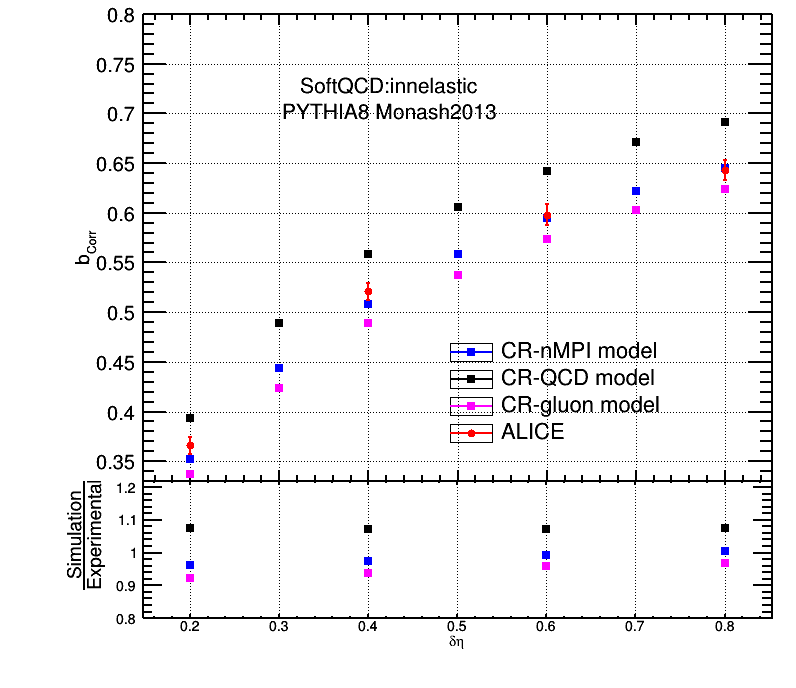 0.8
0.75
0.7
0.65
0.6
0.55
0.5
0.45
0.4
0.35
b_Corr
SoftQCD:innelastic
PYTHIA8 Monash2013
CR-nMPI model
CR-QCD model
CR-gluon model
ALICE
1.2
1.1
1
0.9
0.8
Simulation
Experimental
0.2 0.3 0.4 0.5 0.6 0.7 0.8
δη